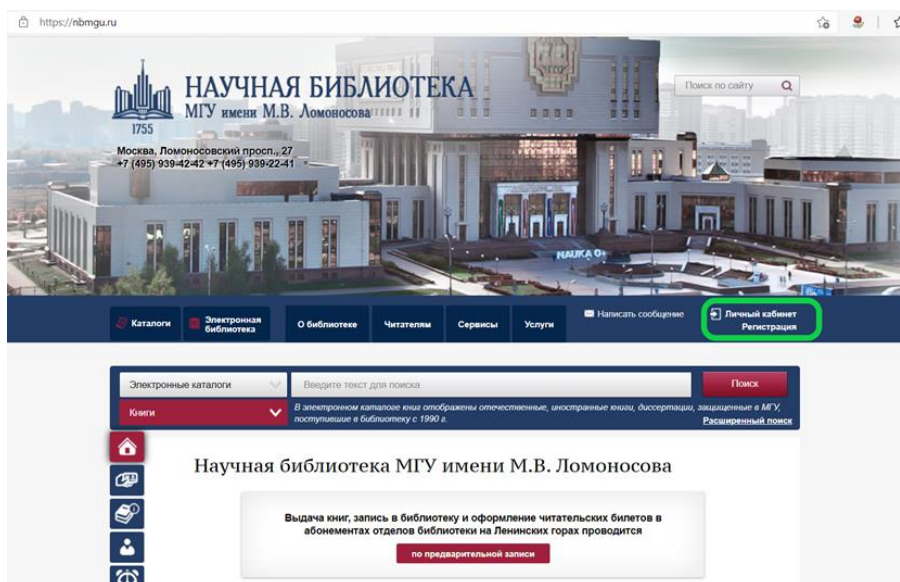 https://nbmgu.ru
НАУЧНАЯ БИБЛИОТЕКА
МГУ имени М.В. Ломоносова
1755
Поиск по сайту
Москва, Ломоносовский просп., 27
+7 (495) 939-42-42 +7 (495) 939-22-41
NAUKA 0+
Каталоги
Электронная
библиотека
О библиотеке
Читателям
Сервисы
Услуги
Написать сообщение
Личный кабинет
Регистрация
Электронные каталоги
Введите текст для поиска
Поиск
Книги
В электронном каталоге книг отображены отечественные, иностранные книги, диссертации, защищенные в МГУ,
поступившие в библиотеку с 1990 г.
Расширенный поиск
Научная библиотека МГУ имени М.В. Ломоносова
Выдача книг, запись в библиотеку и оформление читательских билетов в
абонементах отделов библиотеки на Ленинских горах проводится
по предварительной записи